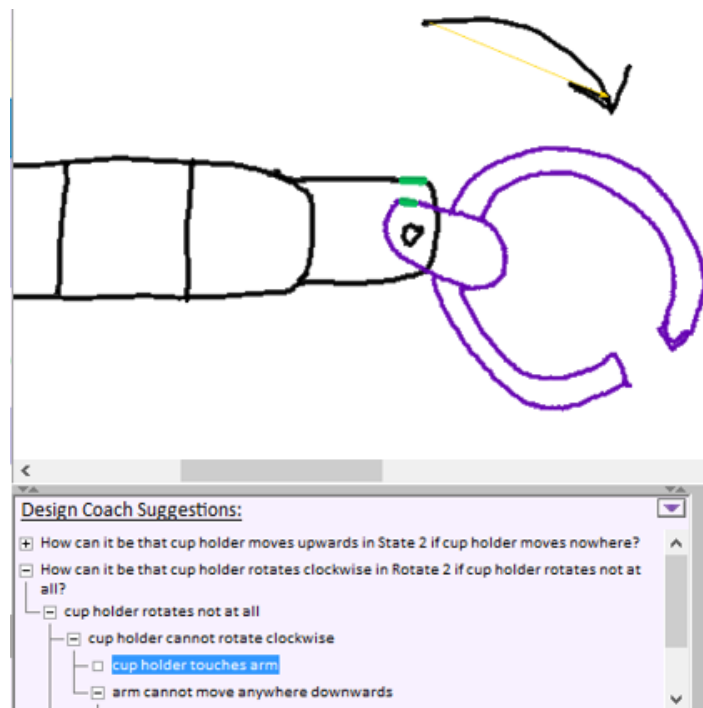 Design Coach Suggestions:
How can it be that cup holder moves upwards in State 2 if cup holder moves nowhere?
How can it be that cup holder rotates clockwise in Rotate 2 if cup holder rotates not at
all?
cup holder rotates not at all
cup holder cannot rotate clockwise
cup holder touches arm
arm cannot move anywhere downwards